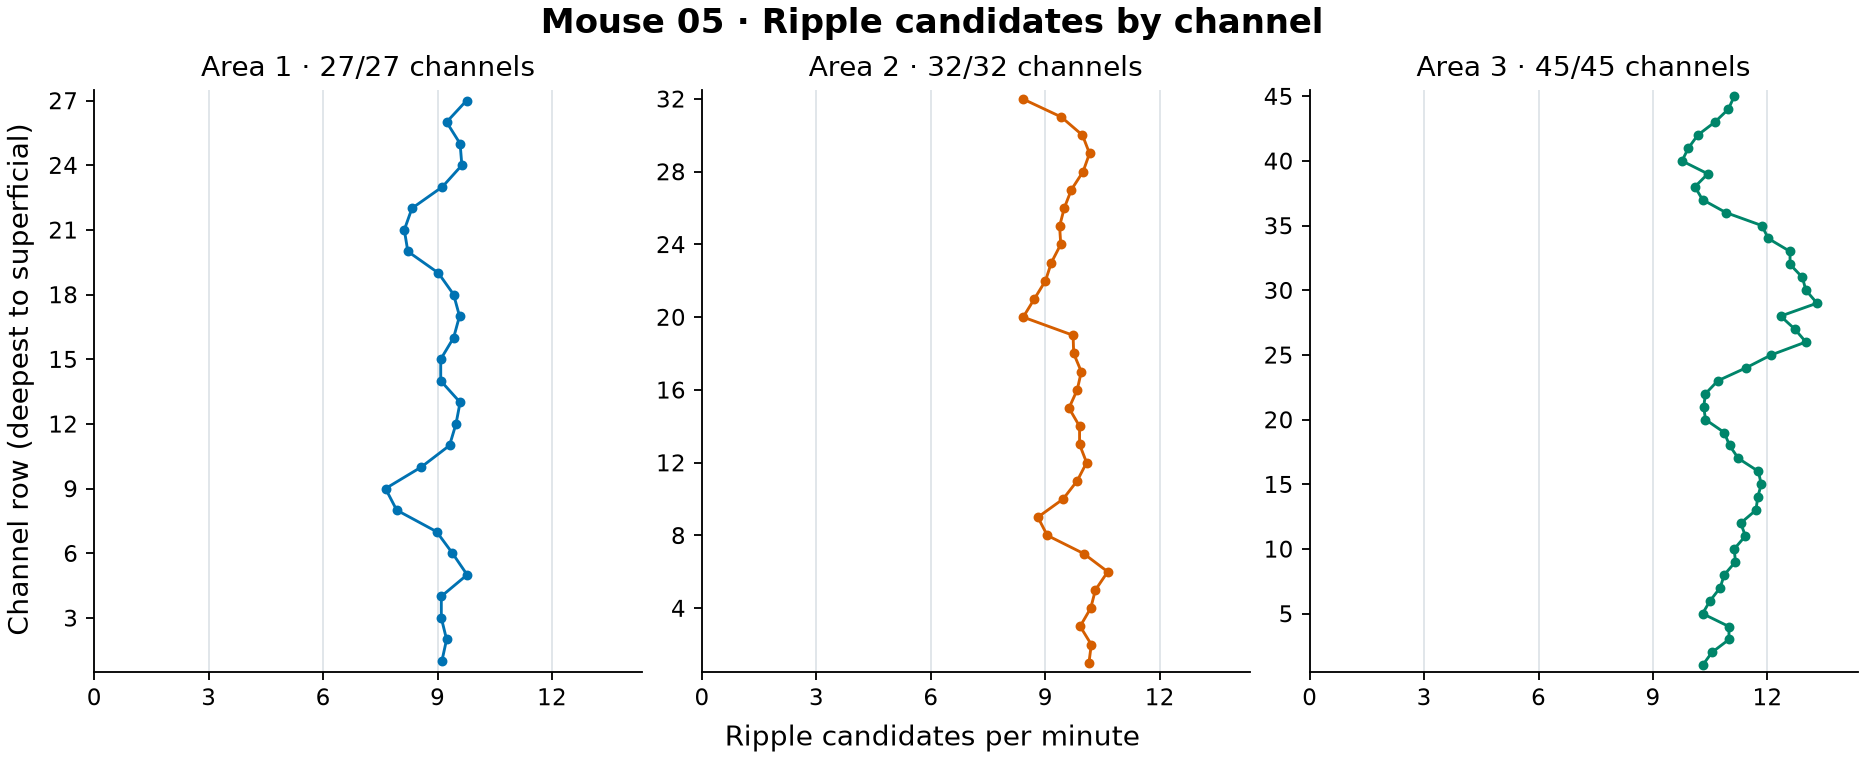 Mouse 05 · Ripple candidates by channel
Area 1 · 27/27 channels
Area 2 · 32/32 channels
Area 3 · 45/45 channels
Channel row (deepest to superficial)
27
24
21
18
15
12
9
6
3
0 3 6 9 12
32
28
24
20
16
12
8
4
0 3 6 9 12
45
40
35
30
25
20
15
10
5
0 3 6 9 12
Ripple candidates per minute